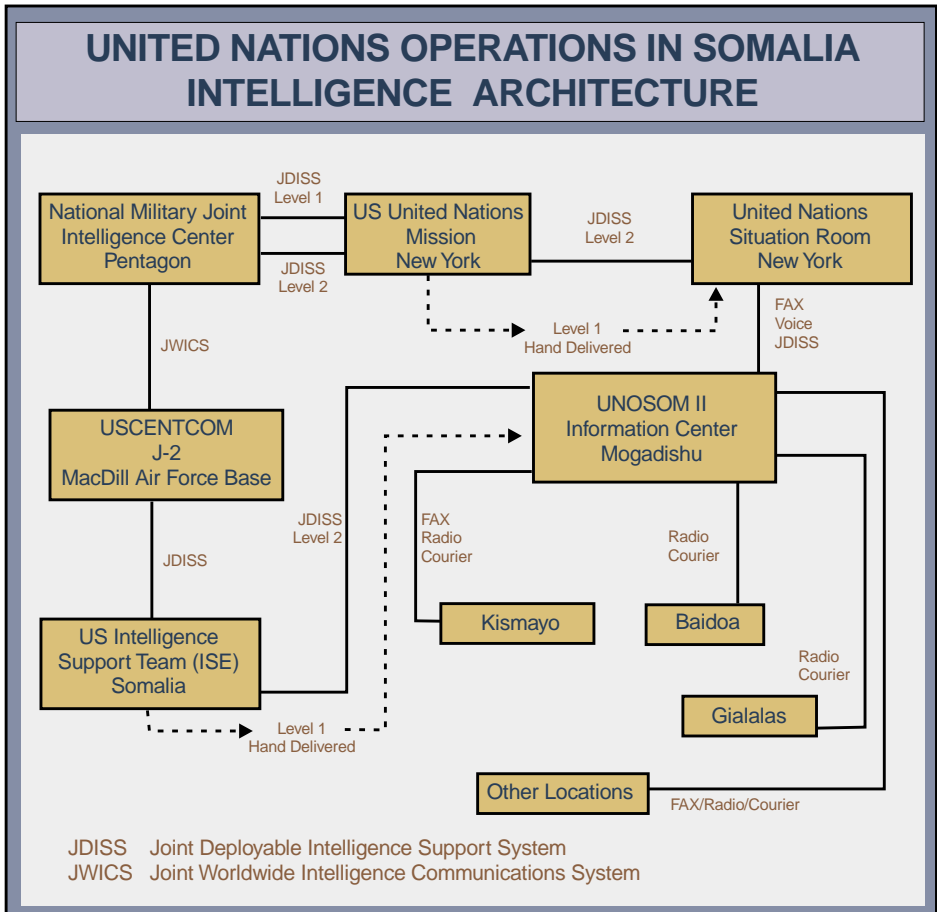 UNITED NATIONS OPERATIONS IN SOMALIA
INTELLIGENCE ARCHITECTURE
JDISS
Level 1
National Military Joint
Intelligence Center
Pentagon
JDISS
Level 2
US United Nations
Mission
New York
JDISS
Level 2
United Nations
Situation Room
New York
Level 1
Hand Delivered
FAX
Voice
JDISS
JWICS
UNOSOM II
Information Center
Mogadishu
USCENTCOM
J-2
MacDill Air Force Base
JDISS
JDISS
Level 2
FAX
Radio
Courier
Radio
Courier
US Intelligence
Support Team (ISE)
Somalia
Kismayo
Baidoa
Radio
Courier
Gialalas
Level 1
Hand Delivered
Other Locations
FAX/Radio/Courier
JDISS Joint Deployable Intelligence Support System
JWICS Joint Worldwide Intelligence Communications System